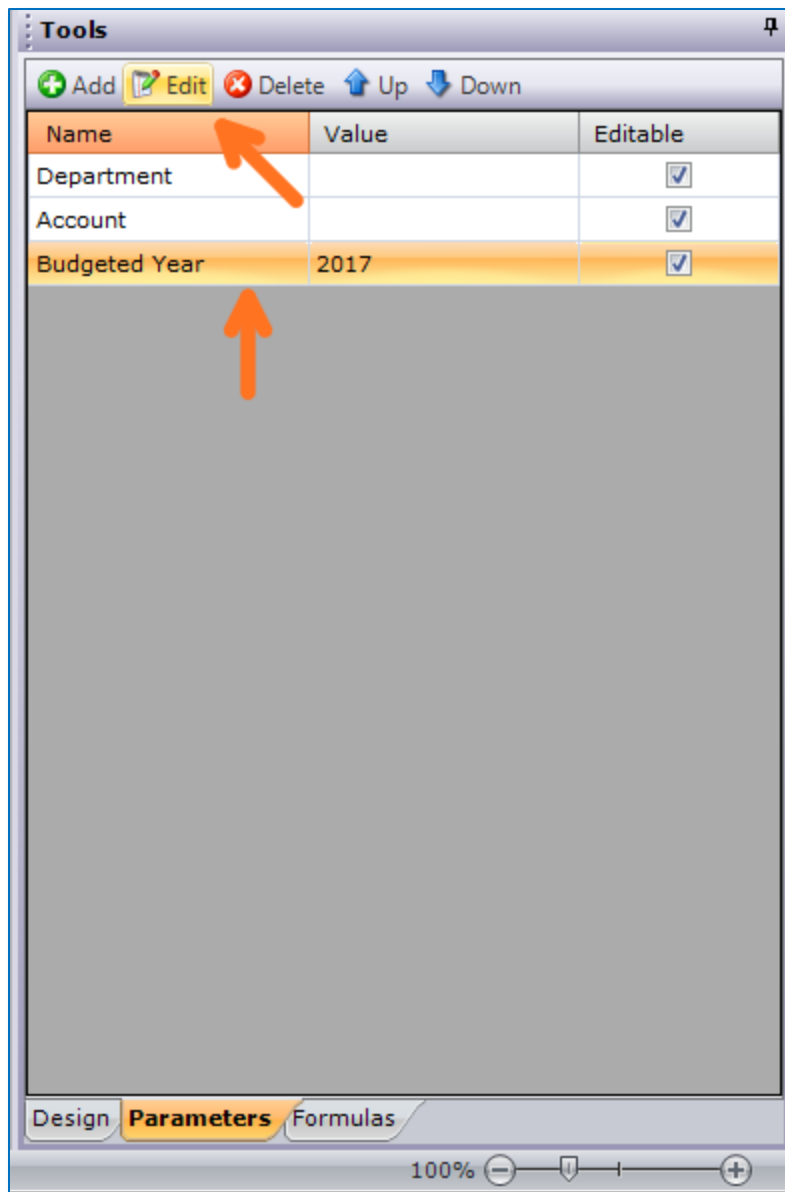 Tools
Add Edit Delete Up Down
Name Value Editable
Department
Account
Budgeted Year 2017
Design Parameters Formulas
100%